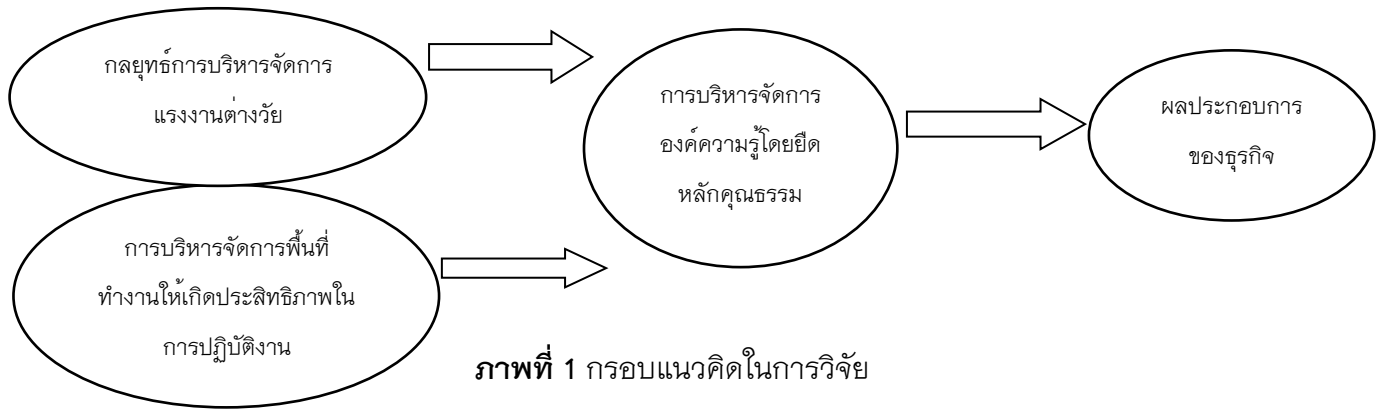 กลยุทธ์การบริหารจัดการ
แรงงานต่างวัย
การบริหารจัดการพื้นที่
ทำงานให้เกิดประสิทธิภาพใน
การปฏิบัติงาน
การบริหารจัดการ
องค์ความรู้โดยยึด
หลักคุณธรรม
ผลประกอบการ
ของธุรกิจ
ภาพที่ 1 กรอบแนวคิดในการวิจัย